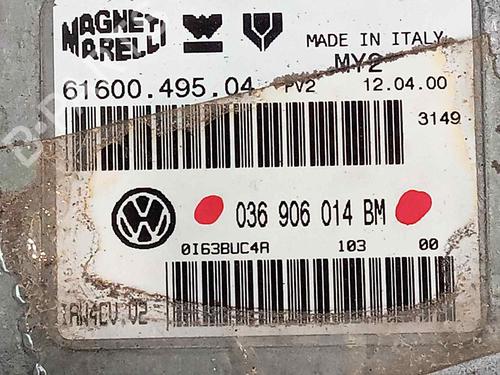 MAGNETI
MARELLI
MADE IN ITALY
MY2
61600.495.04 PV2 12.04.00
3149
036 906 014 BM
0I63BUC4A 103 00